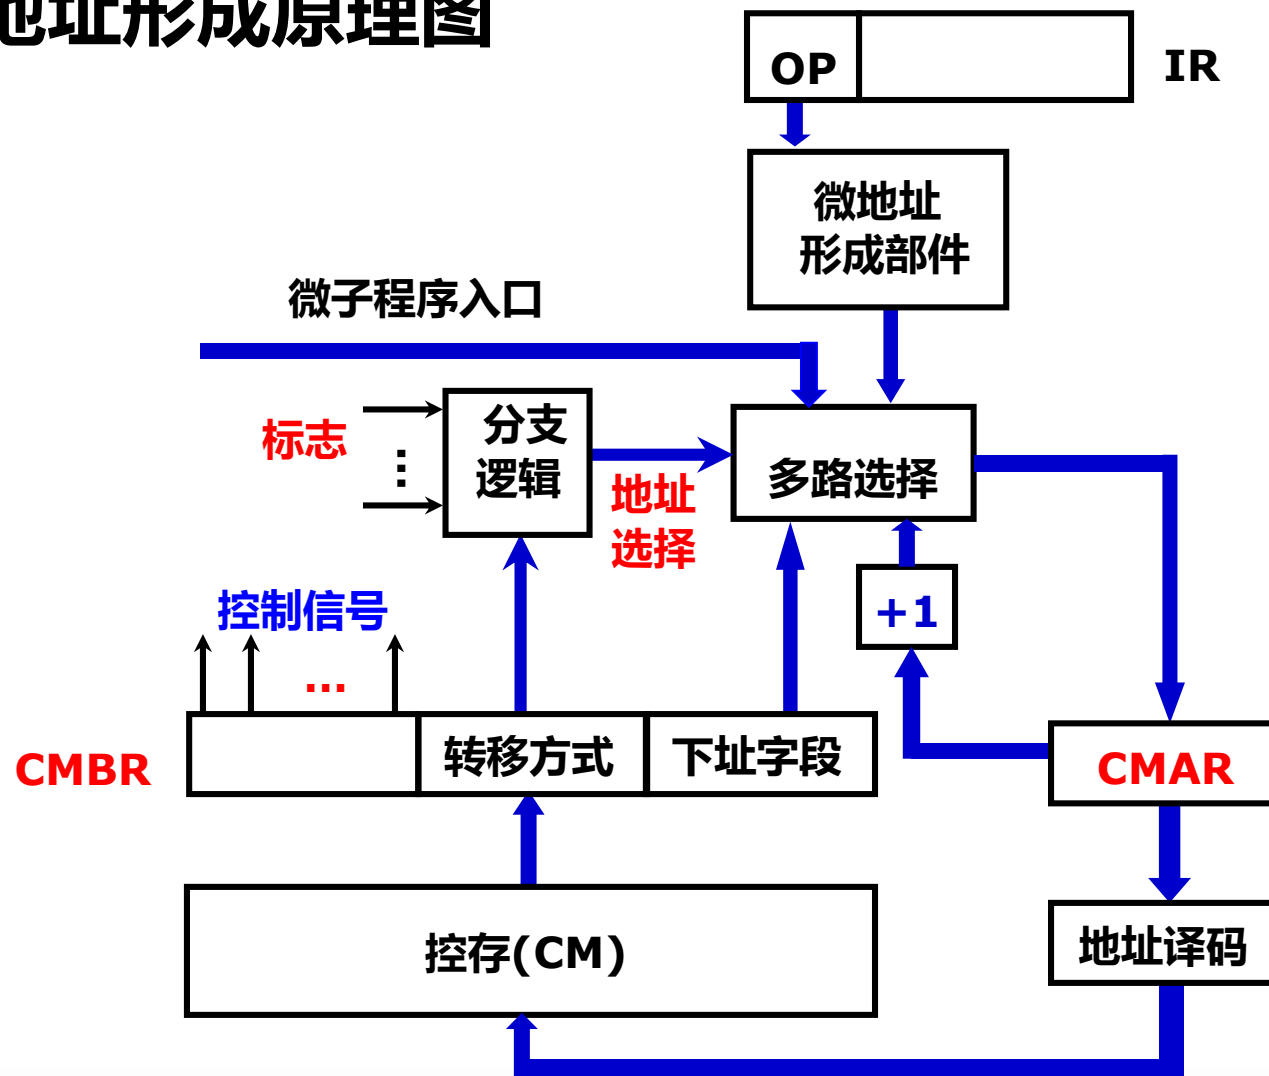 地址形成原理图
OP
IR
微地址
形成部件
微子程序入口
标志
⋮
分支
逻辑
地址
选择
多路选择
+1
控制信号
...
CMBR
转移方式
下址字段
CMAR
控存(CM)
地址译码